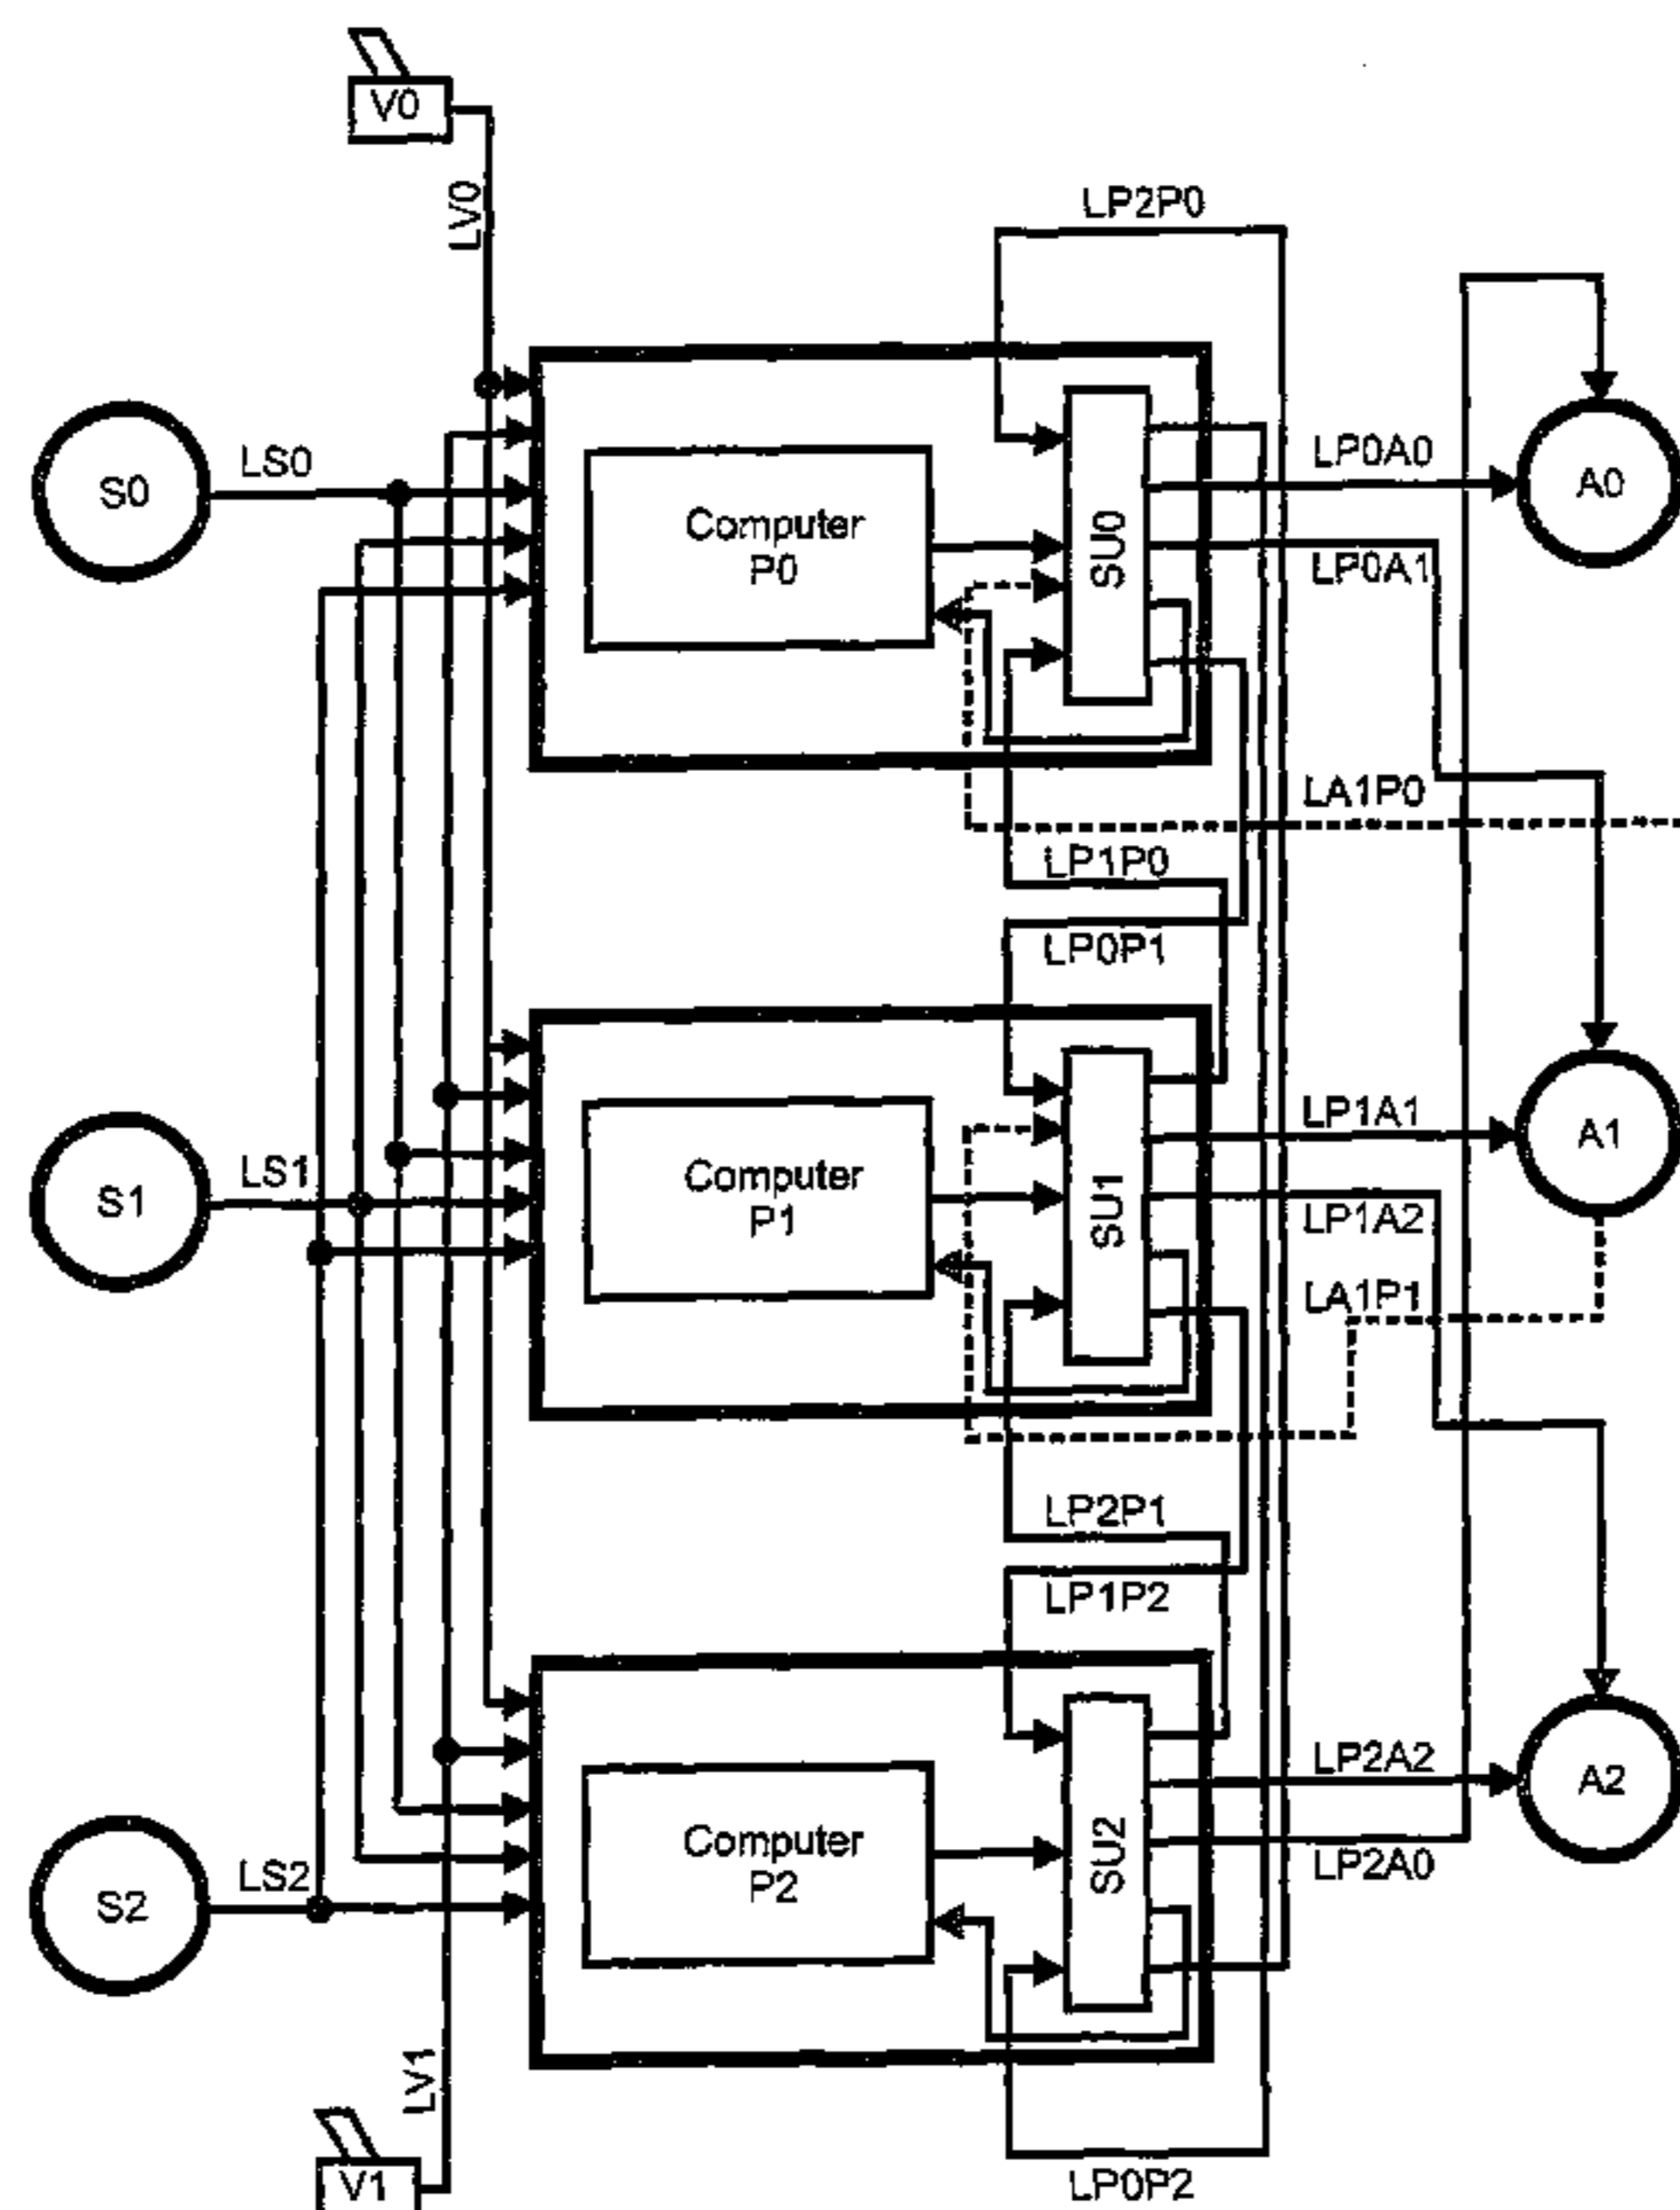 V0
LV0
LP2P0
S0
LS0
Computer
P0
SU0
LP0A0
A0
LP0A1
LA1P0
LP1P0
LP0P1
S1
LS1
Computer
P1
SU1
LP1A1
A1
LP1A2
LA1P1
LP2P1
LP1P2
S2
LS2
Computer
P2
SU2
LP2A2
A2
LP2A0
LV1
V1
LP0P2